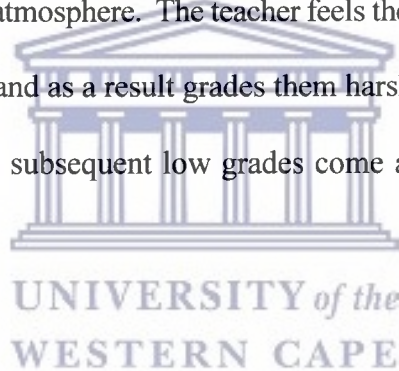 atmosphere. The teacher feels the
and as a result grades them hars
subsequent low grades come a
UNIVERSITY of the
WESTERN CAPE